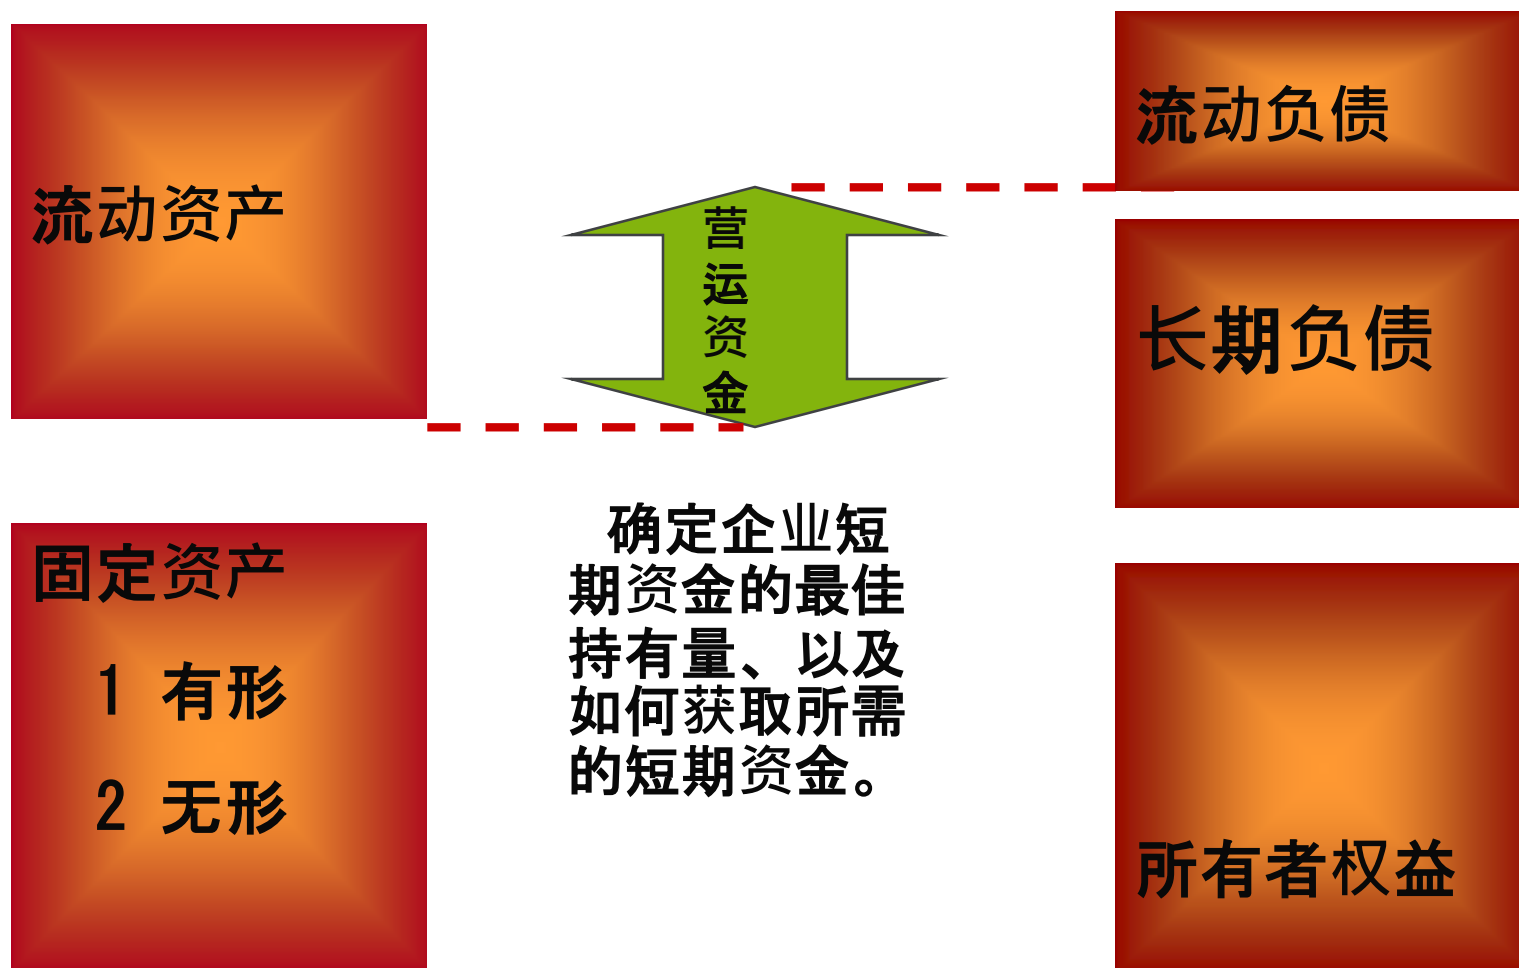 流动资产
固定资产
1 有形
2 无形
营
运
资
金
确定企业短
期资金的最佳
持有量、以及
如何获取所需
的短期资金。
流动负债
长期负债
所有者权益